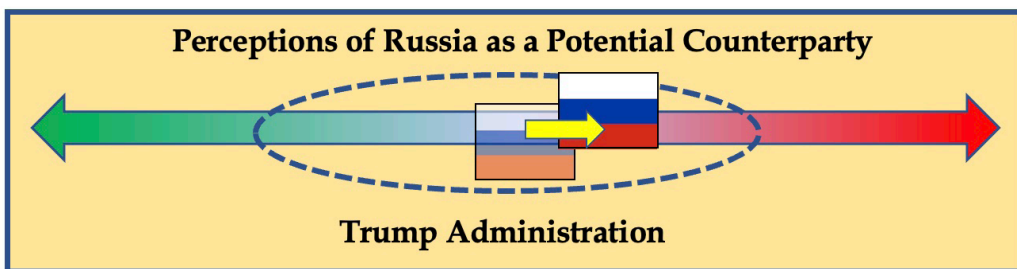 Perceptions of Russia as a Potential Counterparty
Trump Administration